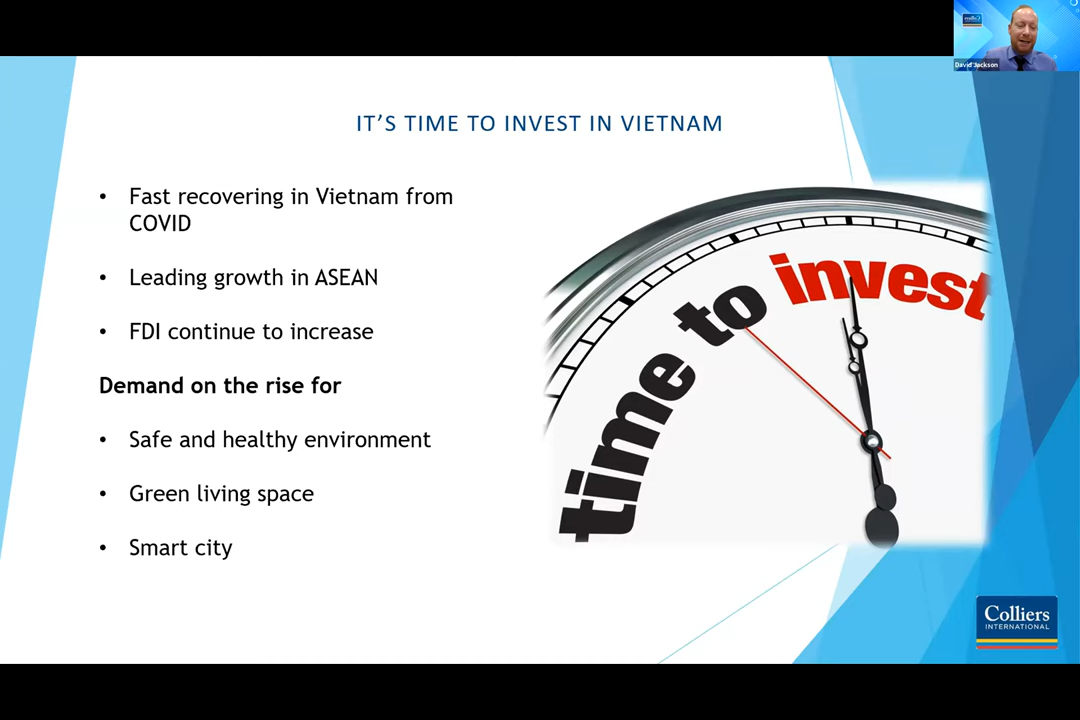 David Jackson
IT'S TIME TO INVEST IN VIETNAM
• Fast recovering in Vietnam from
COVID
• Leading growth in ASEAN
• FDI continue to increase
Demand on the rise for
• Safe and healthy environment
• Green living space
• Smart city
time to invest
Colliers
INTERNATIONAL